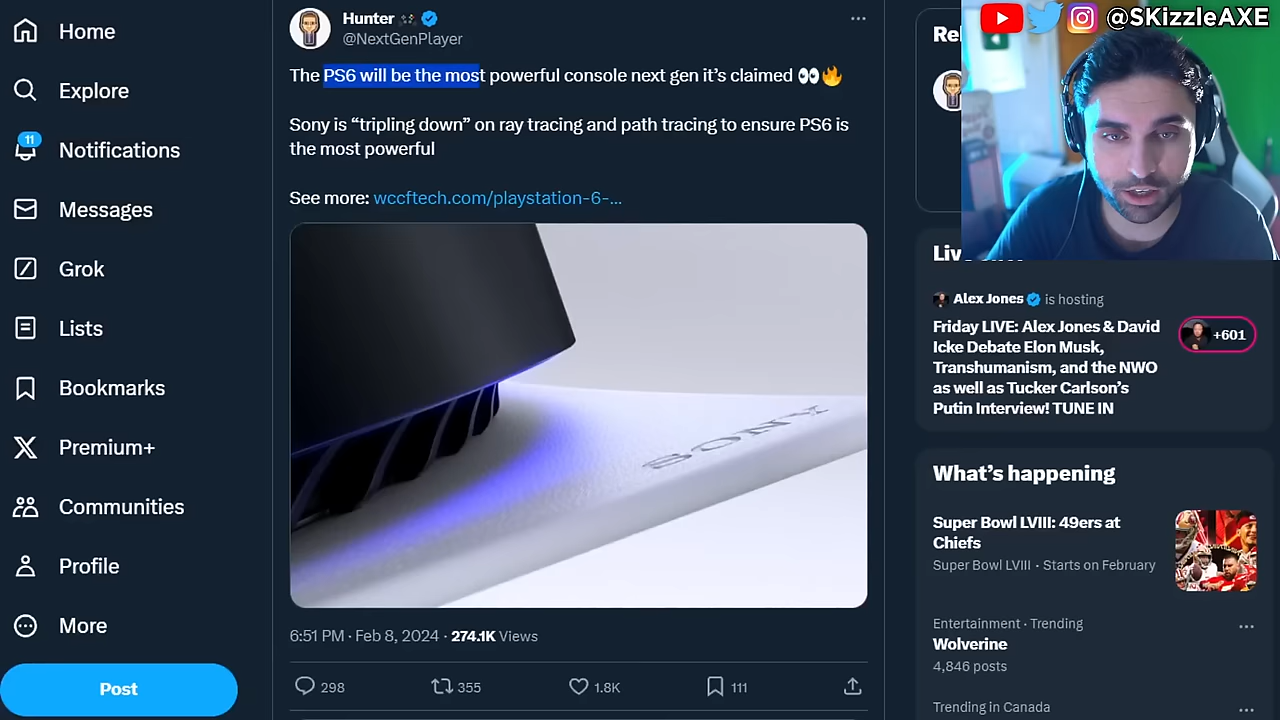 Home
Explore
11
Notifications
Messages
Grok
Lists
Bookmarks
Premium+
Communities
Profile
More
Post
Hunter
@NextGenPlayer
The PS6 will be the most powerful console next gen it's claimed 👀🔥
Sony is “tripling down” on ray tracing and path tracing to ensure PS6 is
the most powerful
See more: wccftech.com/playstation-6-...
SONY
6:51 PM · Feb 8, 2024 · 274.1K Views
298
355
1.8K
111
@SKizzleAXE
Alex Jones is hosting
Friday LIVE: Alex Jones & David
Icke Debate Elon Musk,
Transhumanism, and the NWO
as well as Tucker Carlson's
Putin Interview! TUNE IN
+601
What's happening
Super Bowl LVIII: 49ers at
Chiefs
Super Bowl LVIII · Starts on February
Entertainment · Trending
Wolverine
4,846 posts
Trending in Canada